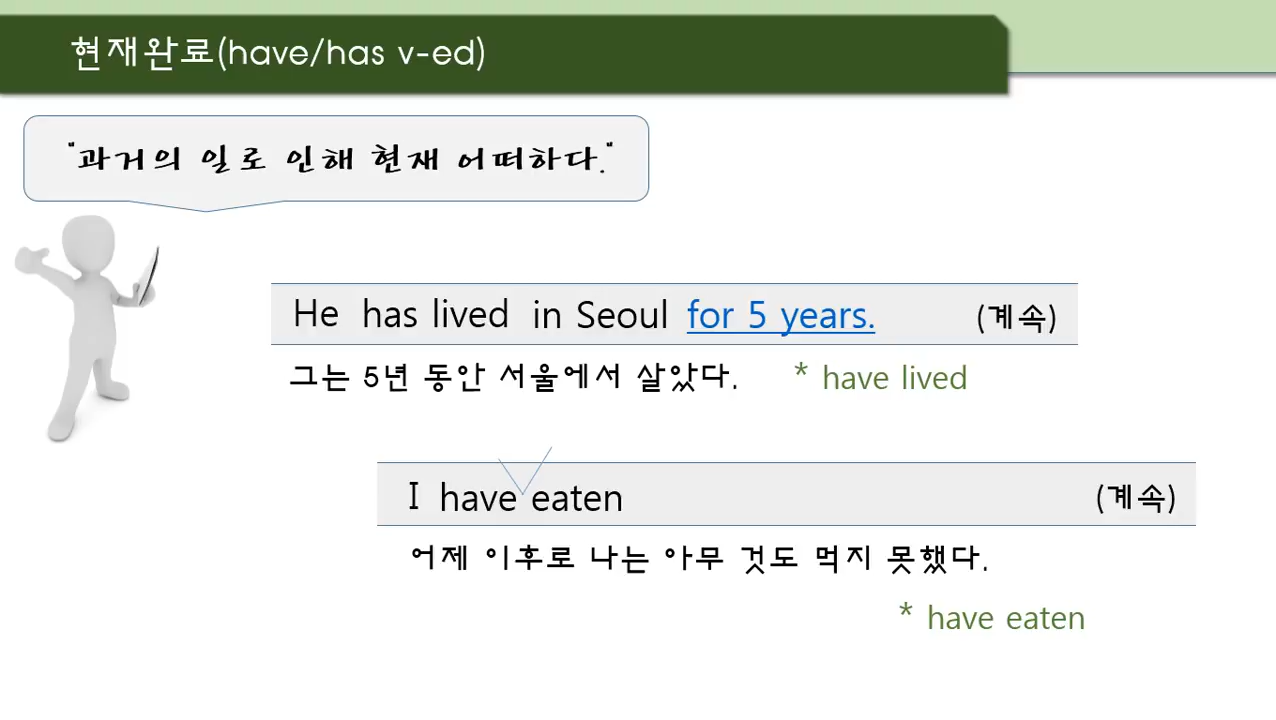 현재완료(have/has v-ed)
"과거의 일로 인해 현재 어떠하다."
He has lived in Seoul for 5 years. (계속)
그는 5년 동안 서울에서 살았다. * have lived
I have eaten (계속)
어제 이후로 나는 아무 것도 먹지 못했다.
* have eaten